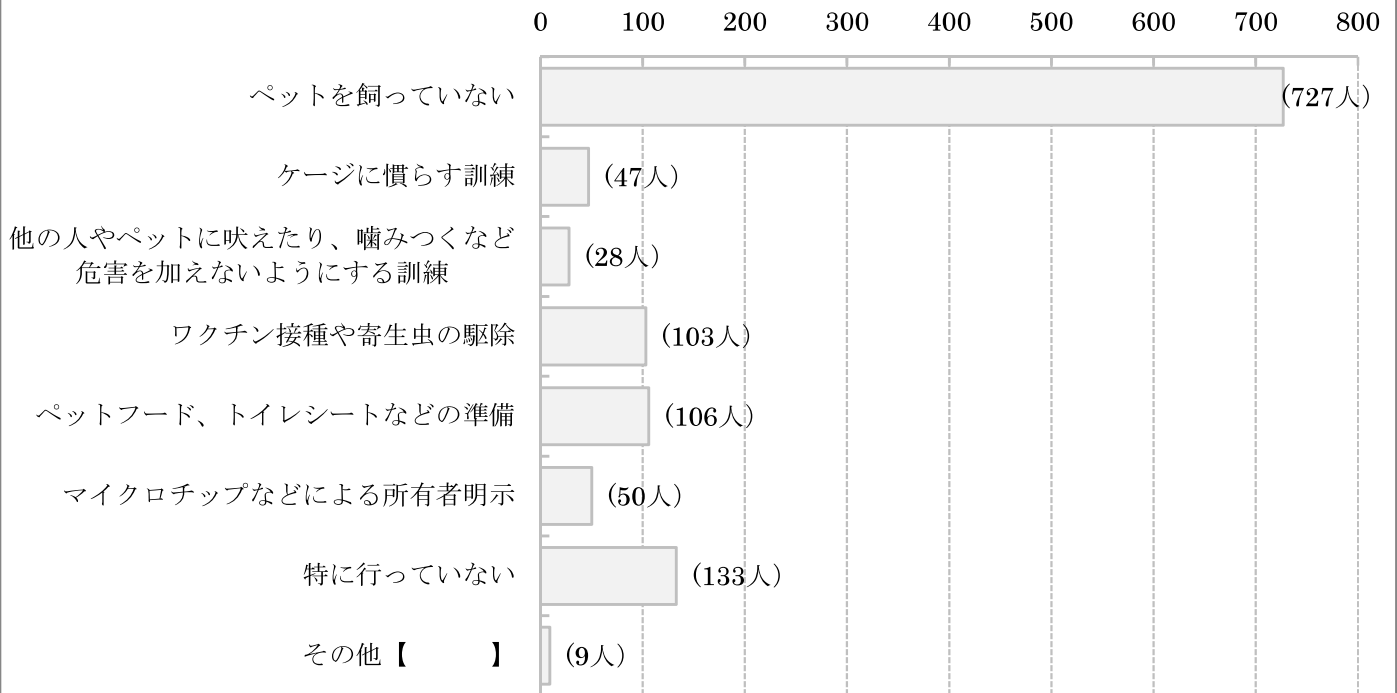 0 100 200 300 400 500 600 700 800
ペットを飼っていない (727人)
ケージに慣らす訓練 (47人)
他の人やペットに吠えたり、噛みつくなど
危害を加えないようにする訓練 (28人)
ワクチン接種や寄生虫の駆除 (103人)
ペットフード、トイレシートなどの準備 (106人)
マイクロチップなどによる所有者明示 (50人)
特に行っていない (133人)
その他【　　　】 (9人)